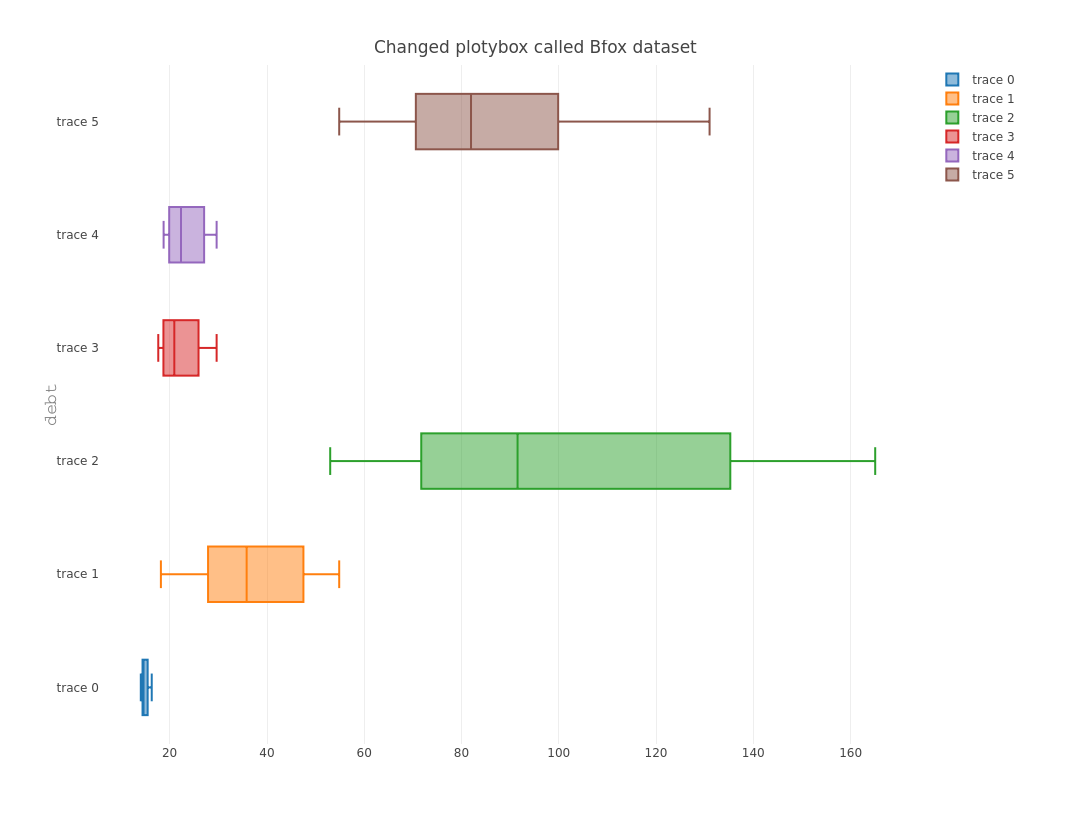 Changed plotybox called Bfox dataset
trace 0
trace 1
trace 2
trace 3
trace 4
trace 5
trace 5
trace 4
trace 3
debt
trace 2
trace 1
trace 0
20 40 60 80 100 120 140 160